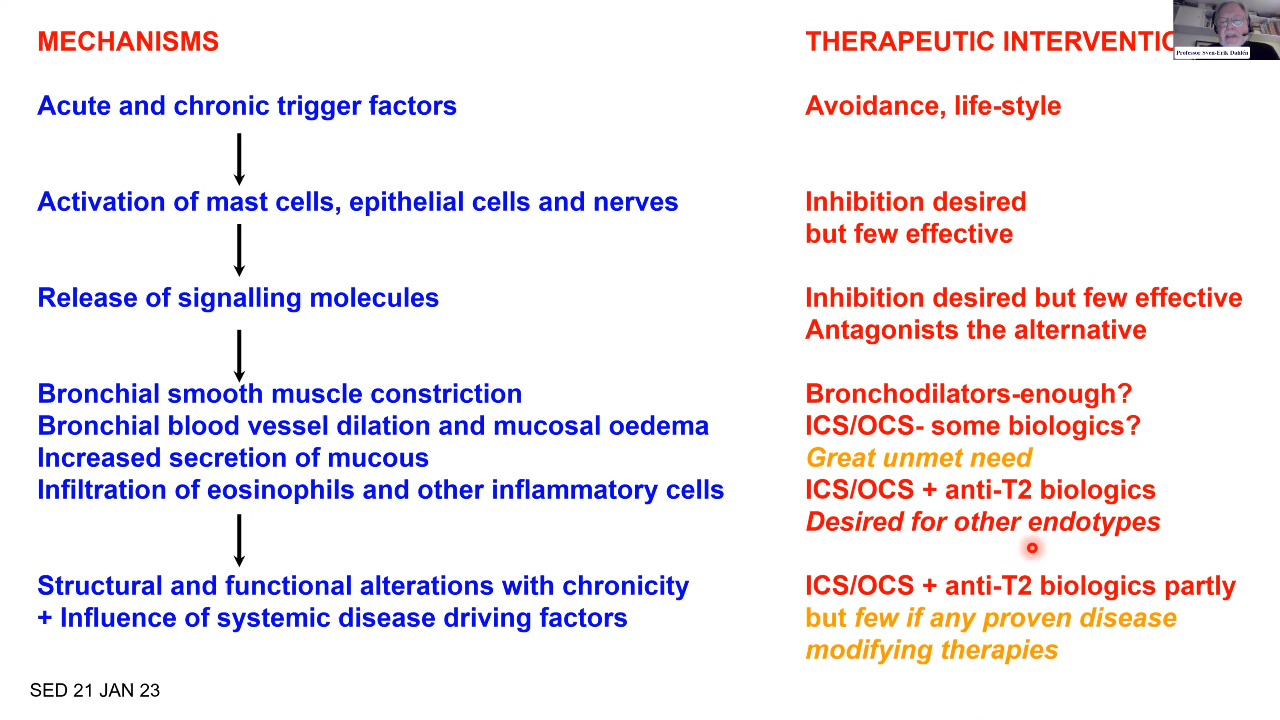 MECHANISMS
THERAPEUTIC INTERVENTIO
Professor Sven-Erik Dahlén
Acute and chronic trigger factors
Avoidance, life-style
Activation of mast cells, epithelial cells and nerves
Inhibition desired
but few effective
Release of signalling molecules
Inhibition desired but few effective
Antagonists the alternative
Bronchial smooth muscle constriction
Bronchodilators-enough?
Bronchial blood vessel dilation and mucosal oedema
ICS/OCS- some biologics?
Increased secretion of mucous
Great unmet need
Infiltration of eosinophils and other inflammatory cells
ICS/OCS + anti-T2 biologics
Desired for other endotypes
Structural and functional alterations with chronicity
ICS/OCS + anti-T2 biologics partly
+ Influence of systemic disease driving factors
but few if any proven disease
modifying therapies
SED 21 JAN 23